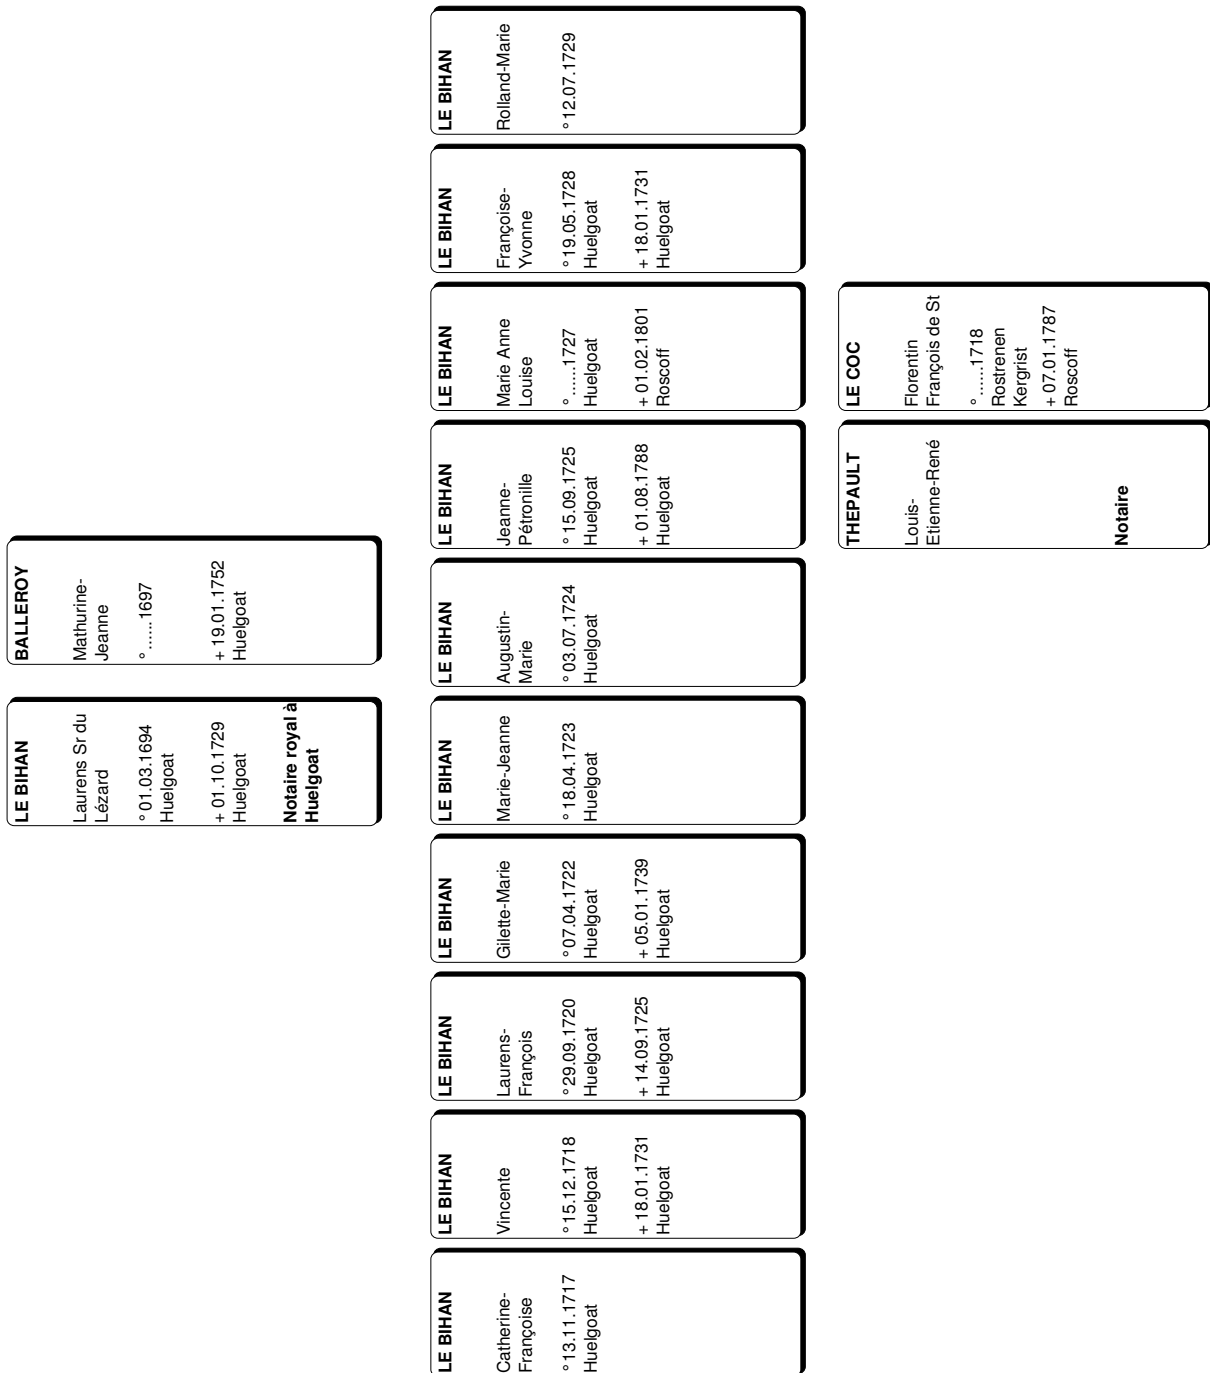 LE BIHAN
Laurens Sr du
Lézard
° 01.03.1694
Huelgoat
+ 01.10.1729
Huelgoat
Notaire royal à
Huelgoat
BALLEROY
Mathurine-
Jeanne
° ......1697
+ 19.01.1752
Huelgoat
LE BIHAN
Catherine-
Françoise
° 13.11.1717
Huelgoat
LE BIHAN
Vincente
° 15.12.1718
Huelgoat
+ 18.01.1731
Huelgoat
LE BIHAN
Laurens-
François
° 29.09.1720
Huelgoat
+ 14.09.1725
Huelgoat
LE BIHAN
Gilette-Marie
° 07.04.1722
Huelgoat
+ 05.01.1739
Huelgoat
LE BIHAN
Marie-Jeanne
° 18.04.1723
Huelgoat
LE BIHAN
Augustin-
Marie
° 03.07.1724
Huelgoat
LE BIHAN
Jeanne-
Pétronille
° 15.09.1725
Huelgoat
+ 01.08.1788
Huelgoat
LE BIHAN
Marie Anne
Louise
° ......1727
Huelgoat
+ 01.02.1801
Roscoff
LE BIHAN
Françoise-
Yvonne
° 19.05.1728
Huelgoat
+ 18.01.1731
Huelgoat
LE BIHAN
Rolland-Marie
° 12.07.1729
THEPAULT
Louis-
Etienne-René
Notaire
LE COC
Florentin
François de St
° ......1718
Rostrenen
Kergrist
+ 07.01.1787
Roscoff